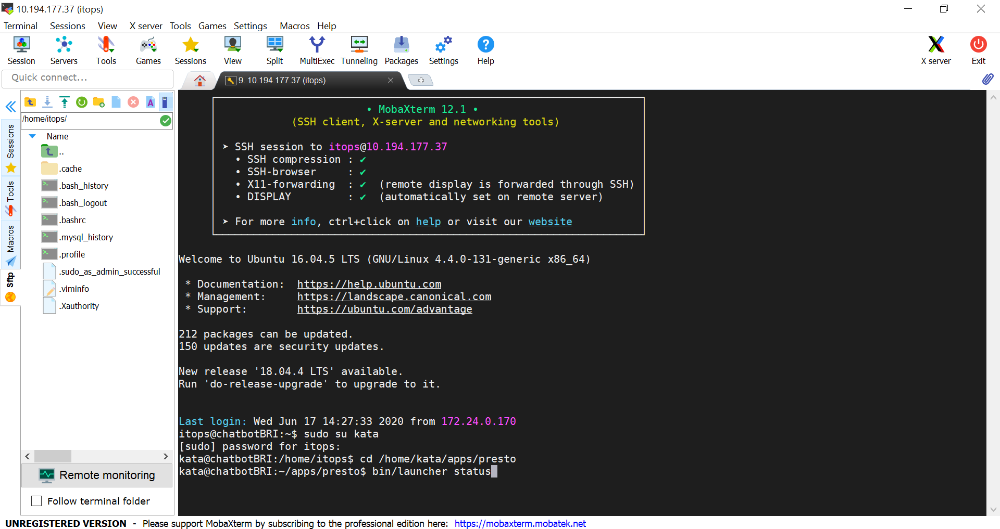 10.194.177.37 (itops)
Terminal Sessions View X server Tools Games Settings Macros Help
Session Servers Tools Games Sessions View Split MultiExec Tunneling Packages Settings Help X server Exit
Quick connect...
9. 10.194.177.37 (itops)
/home/itops/
Name
..
.cache
.bash_history
.bash_logout
.bashrc
.mysql_history
.profile
.sudo_as_admin_successful
.viminfo
.Xauthority
Sessions
Tools
Macros
Sftp
Remote monitoring
Follow terminal folder
• MobaXterm 12.1 •
(SSH client, X-server and networking tools)
➤ SSH session to itops@10.194.177.37
• SSH compression : ✔
• SSH-browser : ✔
• X11-forwarding : ✔ (remote display is forwarded through SSH)
• DISPLAY : ✔ (automatically set on remote server)
➤ For more info, ctrl+click on help or visit our website
Welcome to Ubuntu 16.04.5 LTS (GNU/Linux 4.4.0-131-generic x86_64)
* Documentation: https://help.ubuntu.com
* Management: https://landscape.canonical.com
* Support: https://ubuntu.com/advantage
212 packages can be updated.
150 updates are security updates.
New release '18.04.4 LTS' available.
Run 'do-release-upgrade' to upgrade to it.
Last login: Wed Jun 17 14:27:33 2020 from 172.24.0.170
itops@chatbotBRI:~$ sudo su kata
[sudo] password for itops:
kata@chatbotBRI:/home/itops$ cd /home/kata/apps/presto
kata@chatbotBRI:~/apps/presto$ bin/launcher status
UNREGISTERED VERSION - Please support MobaXterm by subscribing to the professional edition here: https://mobaxterm.mobatek.net